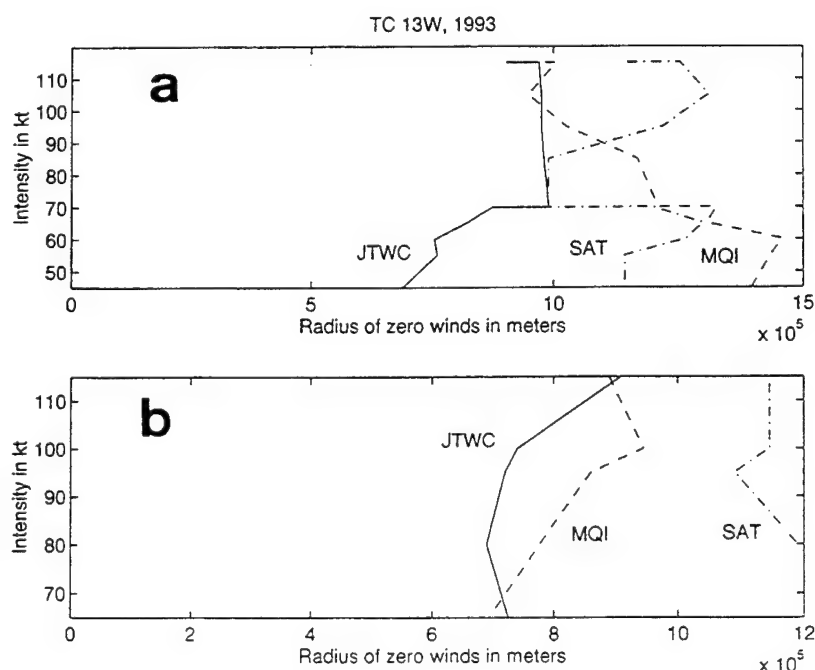 TC 13W, 1993
a
Intensity in kt
110
100
90
80
70
60
50
JTWC
SAT
MQI
0
5
10
15
Radius of zero winds in meters
x 10^5
b
Intensity in kt
110
100
90
80
70
JTWC
MQI
SAT
0
2
4
6
8
10
12
Radius of zero winds in meters
x 10^5